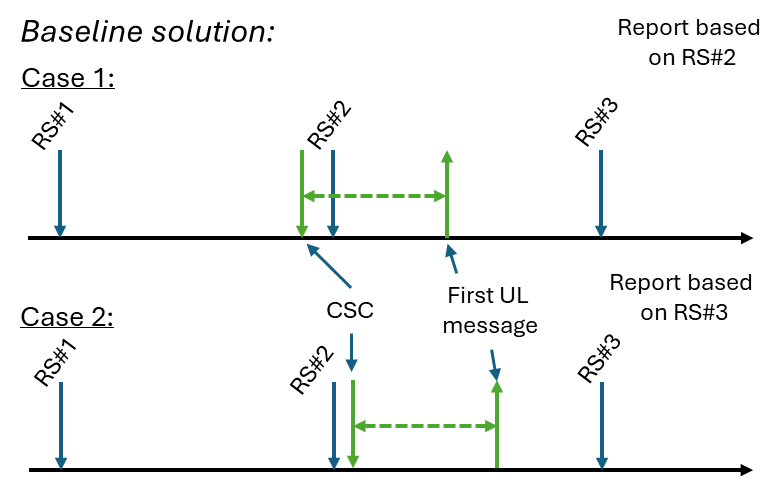 Baseline solution:
Report based
on RS#2
Case 1:
RS#1
RS#2
RS#3
CSC
First UL
message
Report based
on RS#3
Case 2:
RS#1
RS#2
RS#3